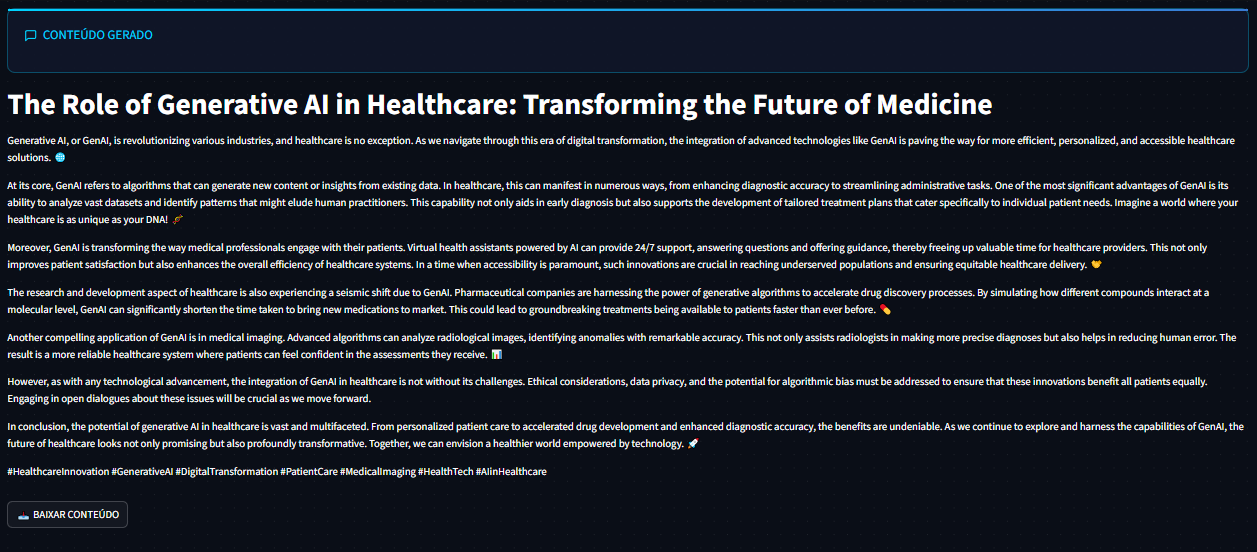 CONTEÚDO GERADO
The Role of Generative AI in Healthcare: Transforming the Future of Medicine
Generative AI, or GenAI, is revolutionizing various industries, and healthcare is no exception. As we navigate through this era of digital transformation, the integration of advanced technologies like GenAI is paving the way for more efficient, personalized, and accessible healthcare
solutions. 🌐
At its core, GenAI refers to algorithms that can generate new content or insights from existing data. In healthcare, this can manifest in numerous ways, from enhancing diagnostic accuracy to streamlining administrative tasks. One of the most significant advantages of GenAI is its
ability to analyze vast datasets and identify patterns that might elude human practitioners. This capability not only aids in early diagnosis but also supports the development of tailored treatment plans that cater specifically to individual patient needs. Imagine a world where your
healthcare is as unique as your DNA! 🧬
Moreover, GenAI is transforming the way medical professionals engage with their patients. Virtual health assistants powered by AI can provide 24/7 support, answering questions and offering guidance, thereby freeing up valuable time for healthcare providers. This not only
improves patient satisfaction but also enhances the overall efficiency of healthcare systems. In a time when accessibility is paramount, such innovations are crucial in reaching underserved populations and ensuring equitable healthcare delivery. 🤝
The research and development aspect of healthcare is also experiencing a seismic shift due to GenAI. Pharmaceutical companies are harnessing the power of generative algorithms to accelerate drug discovery processes. By simulating how different compounds interact at a
molecular level, GenAI can significantly shorten the time taken to bring new medications to market. This could lead to groundbreaking treatments being available to patients faster than ever before. 💊
Another compelling application of GenAI is in medical imaging. Advanced algorithms can analyze radiological images, identifying anomalies with remarkable accuracy. This not only assists radiologists in making more precise diagnoses but also helps in reducing human error. The
result is a more reliable healthcare system where patients can feel confident in the assessments they receive. 📊
However, as with any technological advancement, the integration of GenAI in healthcare is not without its challenges. Ethical considerations, data privacy, and the potential for algorithmic bias must be addressed to ensure that these innovations benefit all patients equally.
Engaging in open dialogues about these issues will be crucial as we move forward.
In conclusion, the potential of generative AI in healthcare is vast and multifaceted. From personalized patient care to accelerated drug development and enhanced diagnostic accuracy, the benefits are undeniable. As we continue to explore and harness the capabilities of GenAI, the
future of healthcare looks not only promising but also profoundly transformative. Together, we can envision a healthier world empowered by technology. 🚀
#HealthcareInnovation #GenerativeAI #DigitalTransformation #PatientCare #MedicalImaging #HealthTech #AIinHealthcare
BAIXAR CONTEÚDO